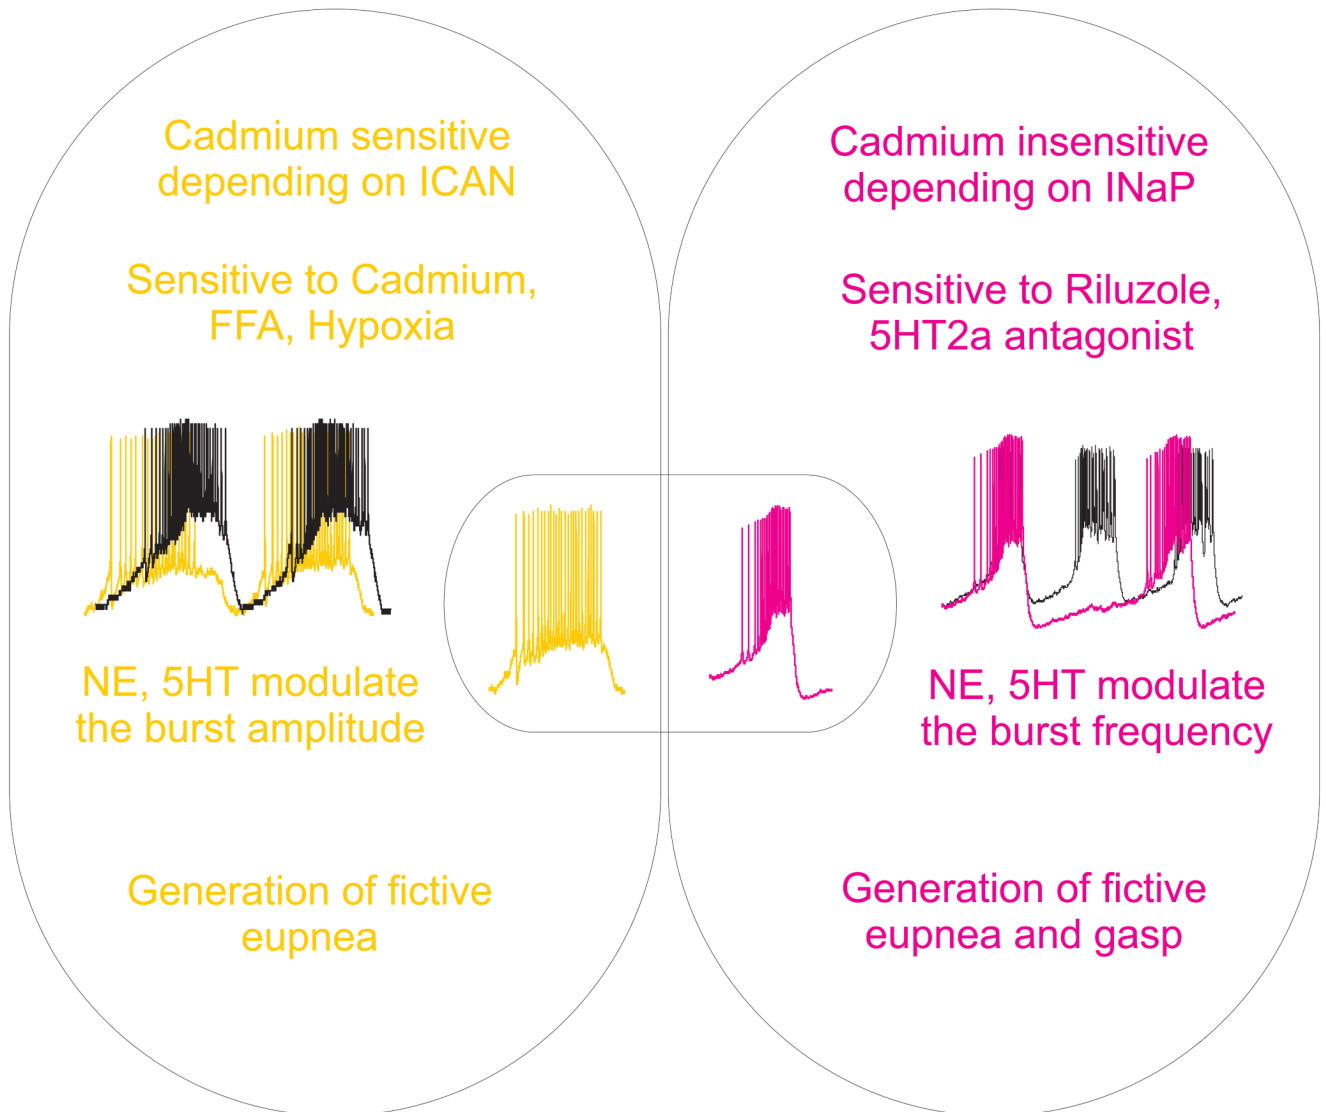 Cadmium sensitive
depending on ICAN
Sensitive to Cadmium,
FFA, Hypoxia
NE, 5HT modulate
the burst amplitude
Generation of fictive
eupnea
Cadmium insensitive
depending on INaP
Sensitive to Riluzole,
5HT2a antagonist
NE, 5HT modulate
the burst frequency
Generation of fictive
eupnea and gasp